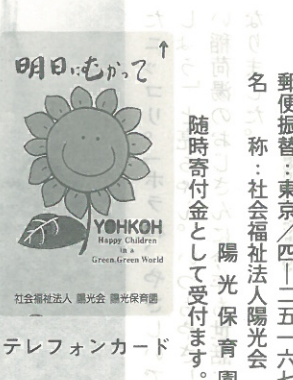 郵便振替:東京/四―二五一六七
名　称:社会福祉法人陽光会
陽光保育園
随時寄付金として受付ます。
明日にむかって
YOHKOH
Happy Children
in a
Green.Green World
社会福祉法人 陽光会 陽光保育園
テレフォンカード